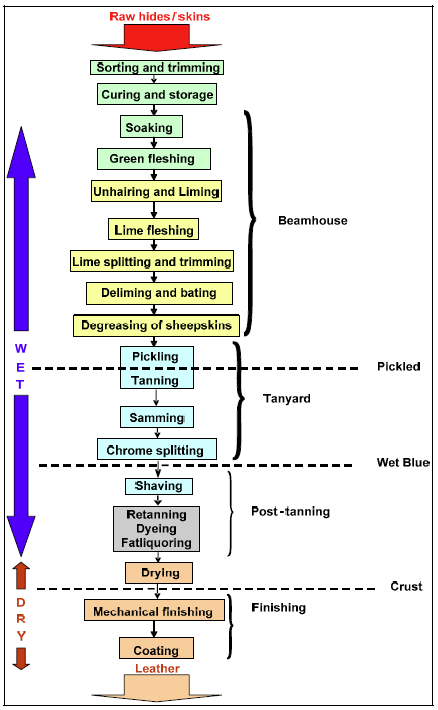 Raw hides/skins
Sorting and trimming
Curing and storage
Soaking
Green fleshing
Unhairing and Liming
Lime fleshing
Beamhouse
Lime splitting and trimming
Deliming and bating
Degreasing of sheepskins
Pickling
WET
Pickled
Tanning
Tanyard
Samming
Chrome splitting
Wet Blue
Shaving
Post-tanning
Retanning
Dyeing
Fatliquoring
Drying
Crust
DRY
Mechanical finishing
Finishing
Coating
Leather